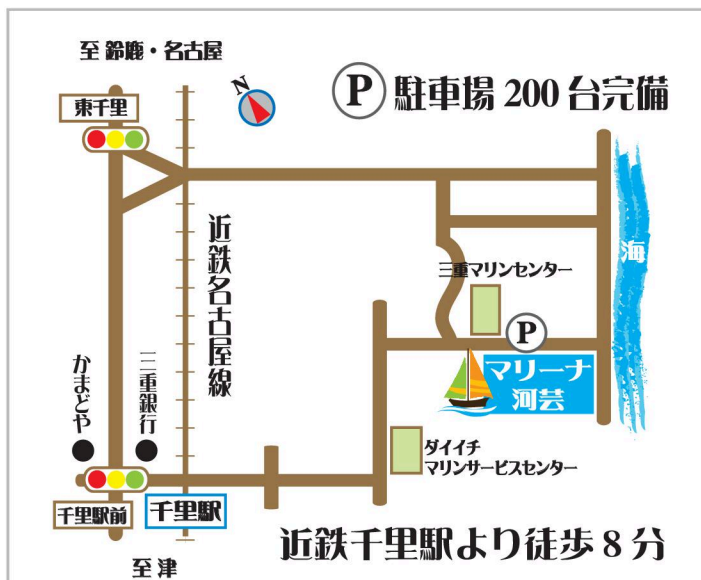 至 鈴鹿・名古屋
東千里
N
P 駐車場 200 台完備
近鉄名古屋線
海
三重マリンセンター
P
マリーナ
河芸
かまどや
三重銀行
ダイイチ
マリンサービスセンター
千里駅前
千里駅
近鉄千里駅より徒歩 8 分
至 津